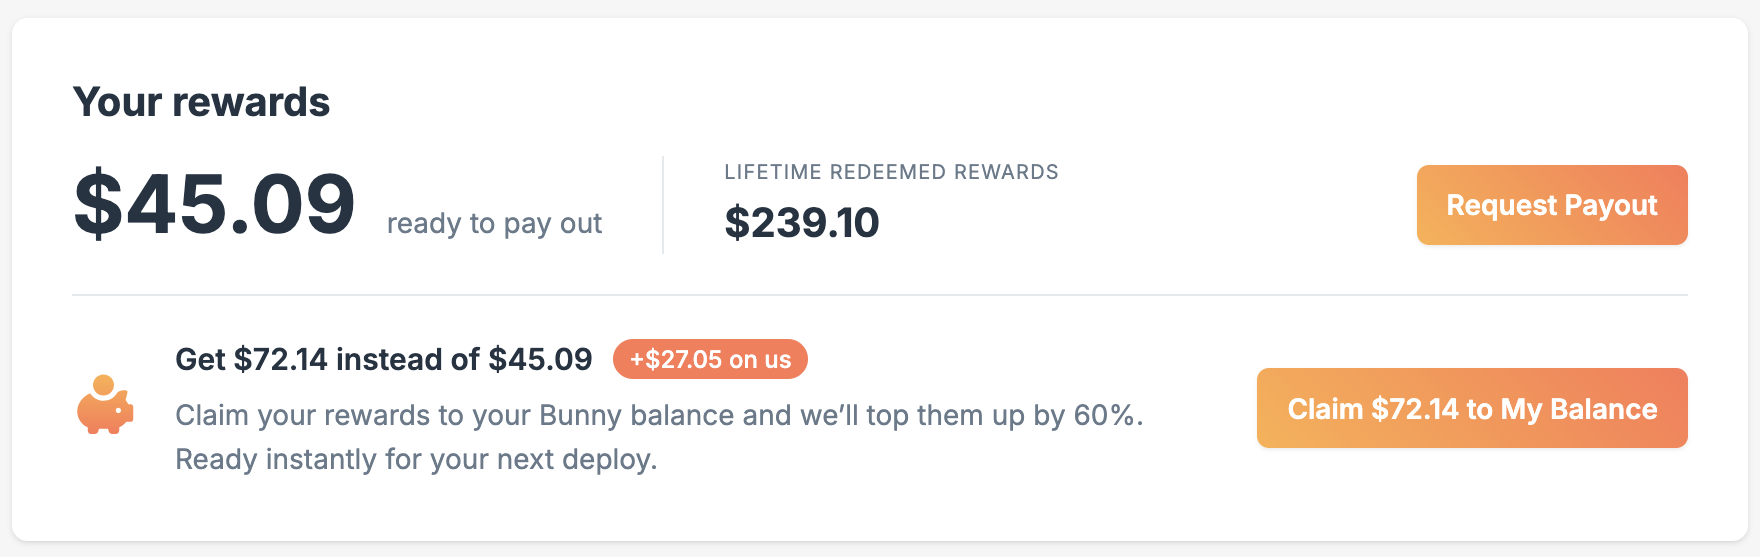 Your rewards
$45.09 ready to pay out
LIFETIME REDEEMED REWARDS
$239.10
Request Payout
Get $72.14 instead of $45.09
+$27.05 on us
Claim your rewards to your Bunny balance and we’ll top them up by 60%.
Ready instantly for your next deploy.
Claim $72.14 to My Balance